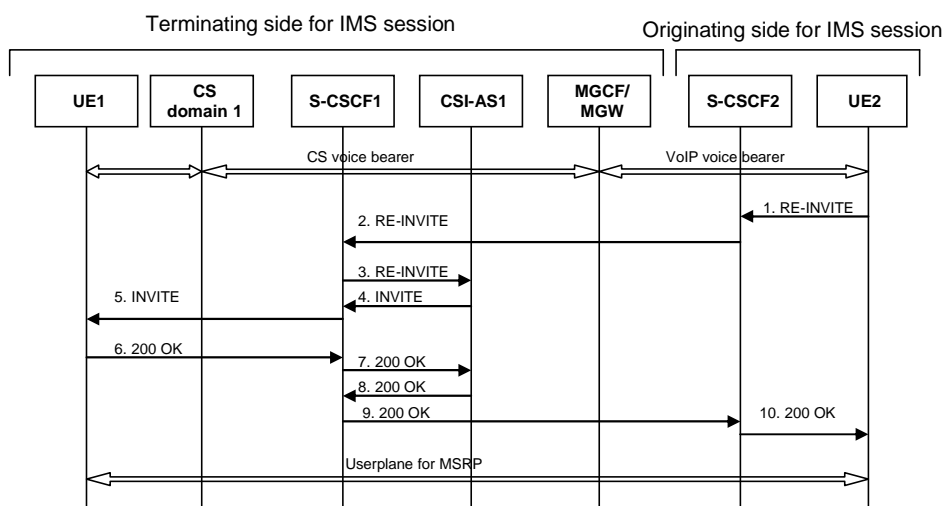 Terminating side for IMS session
Originating side for IMS session
UE1
CS
domain 1
S-CSCF1
CSI-AS1
MGCF/
MGW
S-CSCF2
UE2
CS voice bearer
VoIP voice bearer
1. RE-INVITE
2. RE-INVITE
3. RE-INVITE
4. INVITE
5. INVITE
6. 200 OK
7. 200 OK
8. 200 OK
9. 200 OK
10. 200 OK
Userplane for MSRP